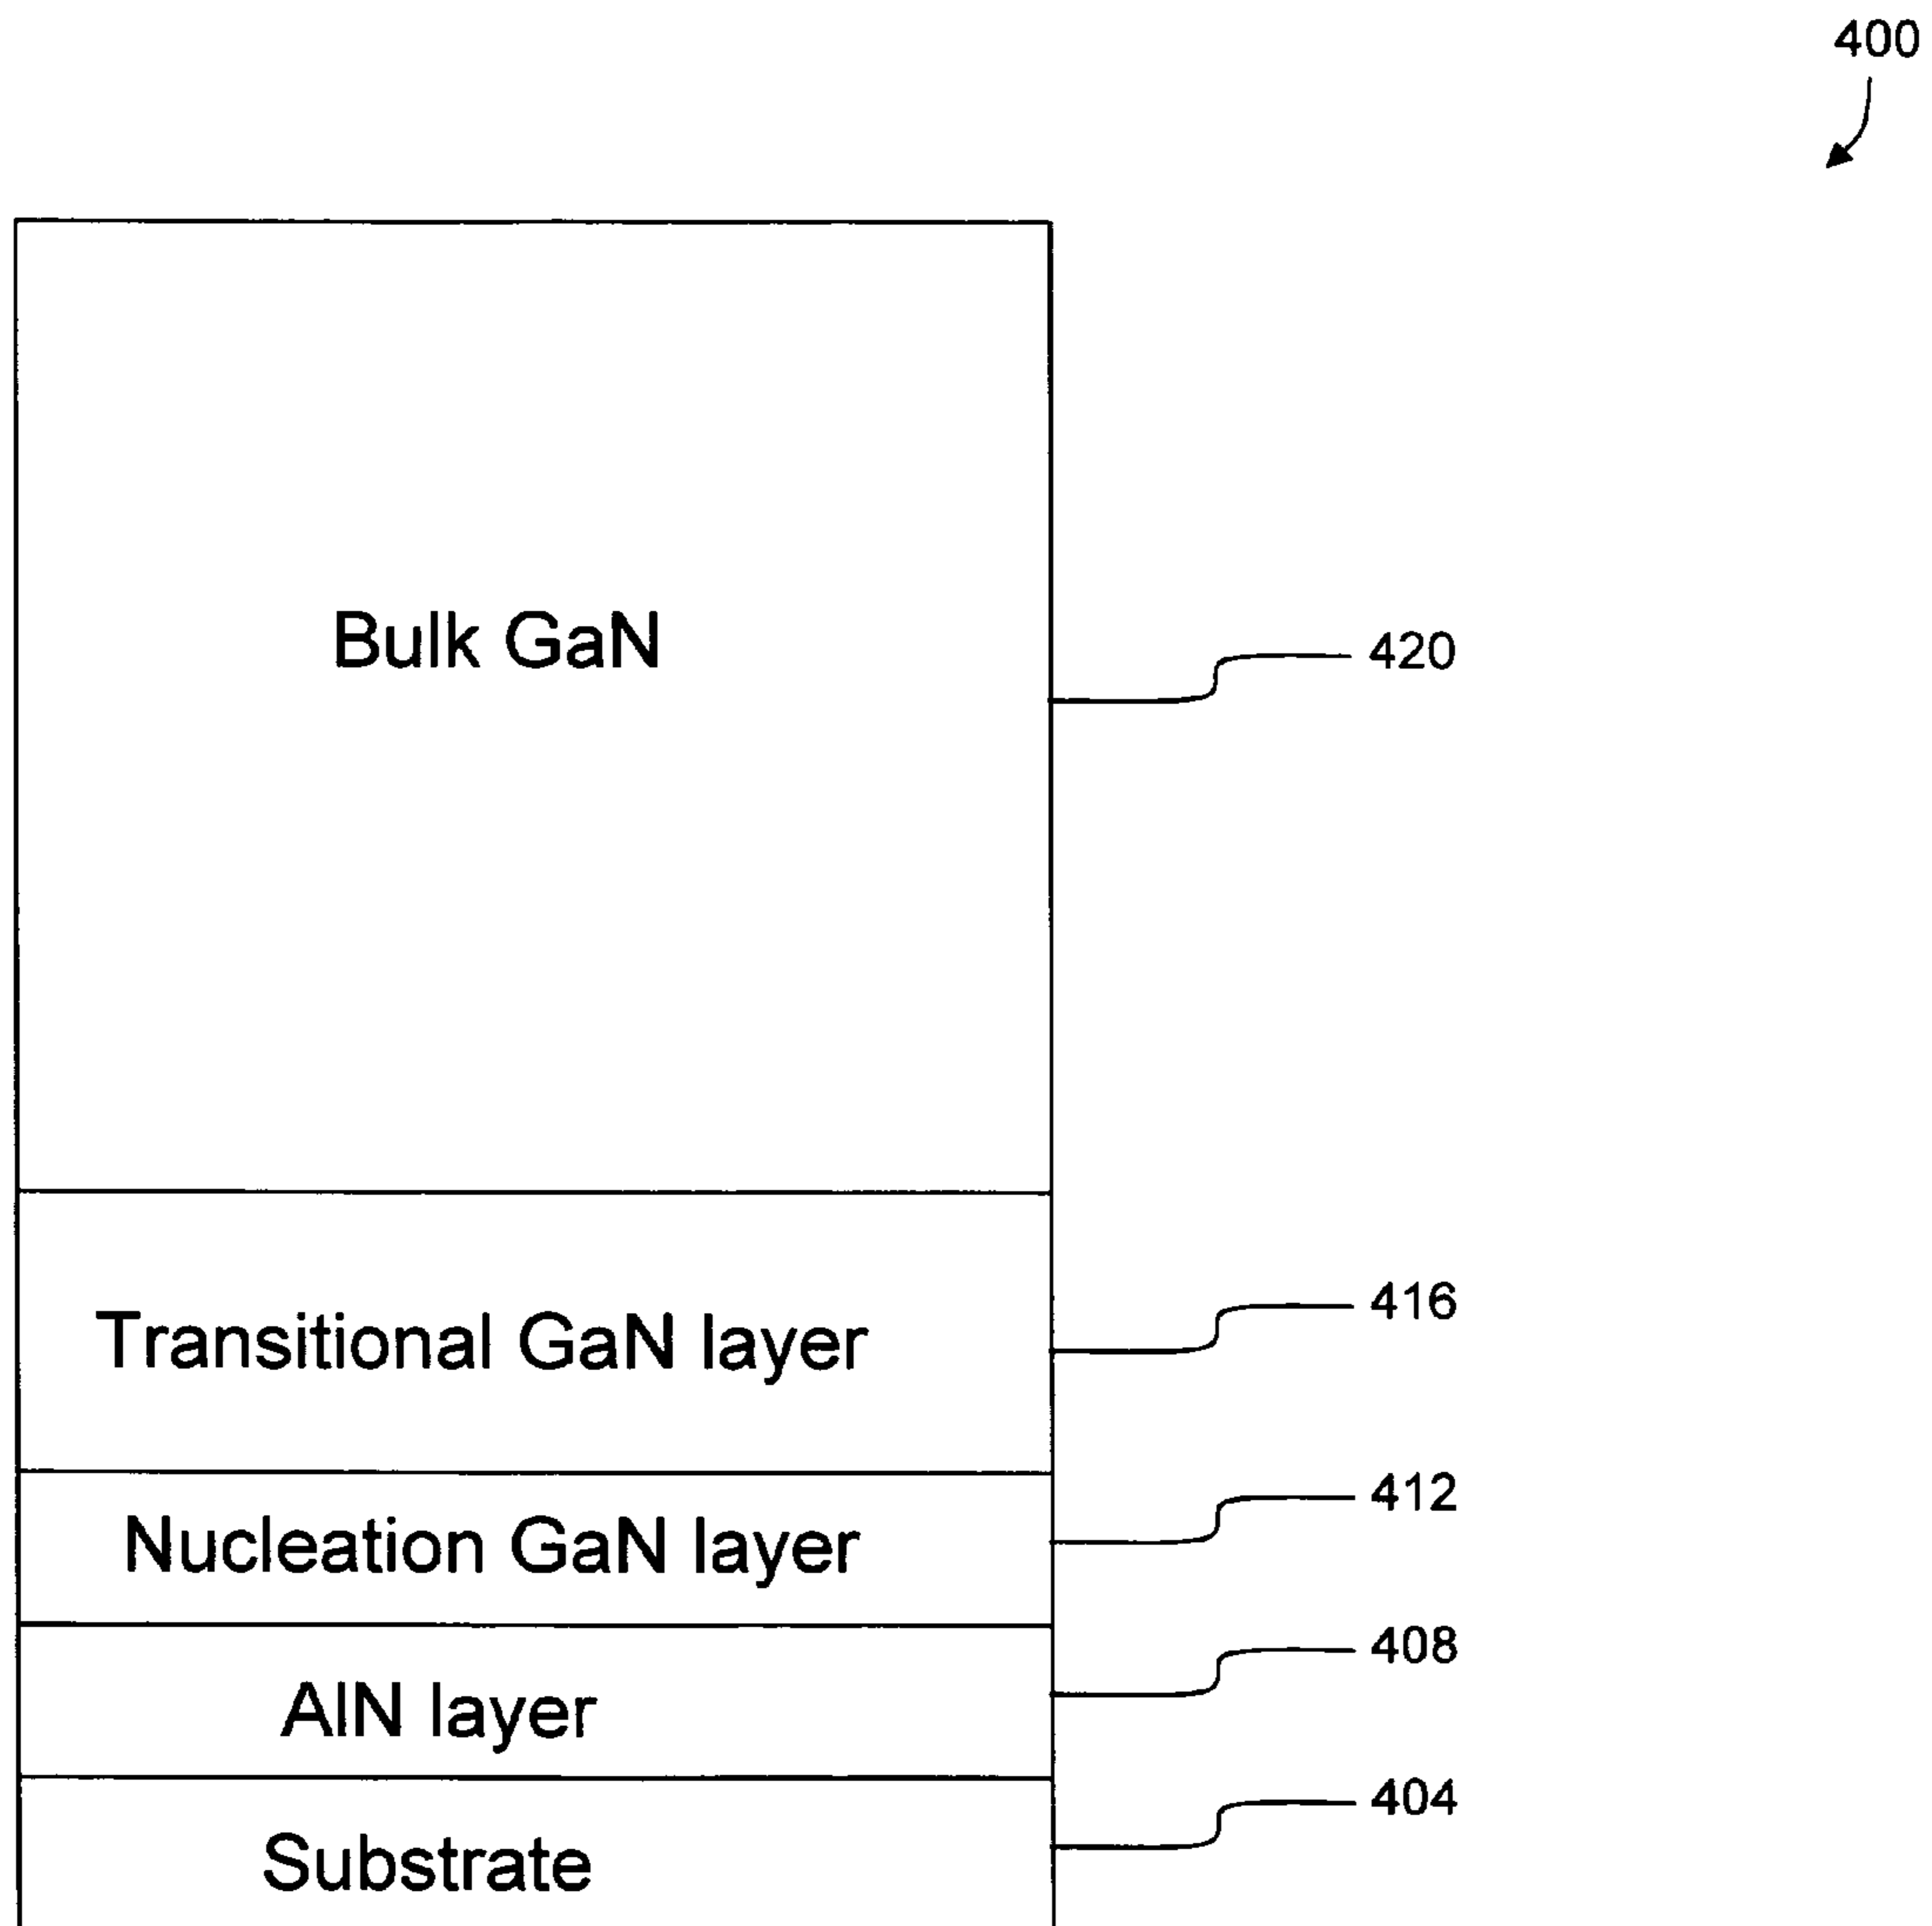 400
Bulk GaN
420
Transitional GaN layer
416
Nucleation GaN layer
412
AlN layer
408
Substrate
404